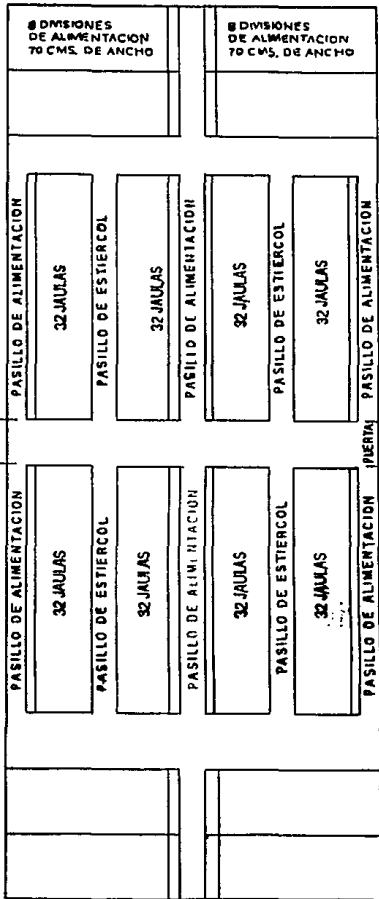 8 DIVISIONES
DE ALIMENTACION
70 CMS. DE ANCHO
8 DIVISIONES
DE ALIMENTACION
70 CMS. DE ANCHO
PASILLO DE ALIMENTACION
32 JAULAS
PASILLO DE ESTIERCOL
32 JAULAS
PASILLO DE ALIMENTACION
32 JAULAS
PASILLO DE ESTIERCOL
32 JAULAS
PASILLO DE ALIMENTACION
PUERTA
PASILLO DE ALIMENTACION
32 JAULAS
PASILLO DE ESTIERCOL
32 JAULAS
PASILLO DE ALIMENTACION
32 JAULAS
PASILLO DE ESTIERCOL
32 JAULAS
PASILLO DE ALIMENTACION